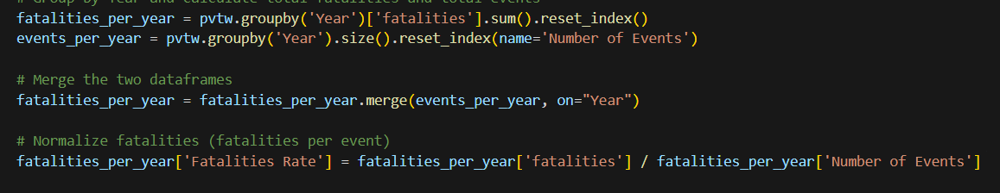 # Group by Year and calculate total fatalities and total events
fatalities_per_year = pvtw.groupby('Year')['fatalities'].sum().reset_index()
events_per_year = pvtw.groupby('Year').size().reset_index(name='Number of Events')
# Merge the two dataframes
fatalities_per_year = fatalities_per_year.merge(events_per_year, on="Year")
# Normalize fatalities (fatalities per event)
fatalities_per_year['Fatalities Rate'] = fatalities_per_year['fatalities'] / fatalities_per_year['Number of Events']